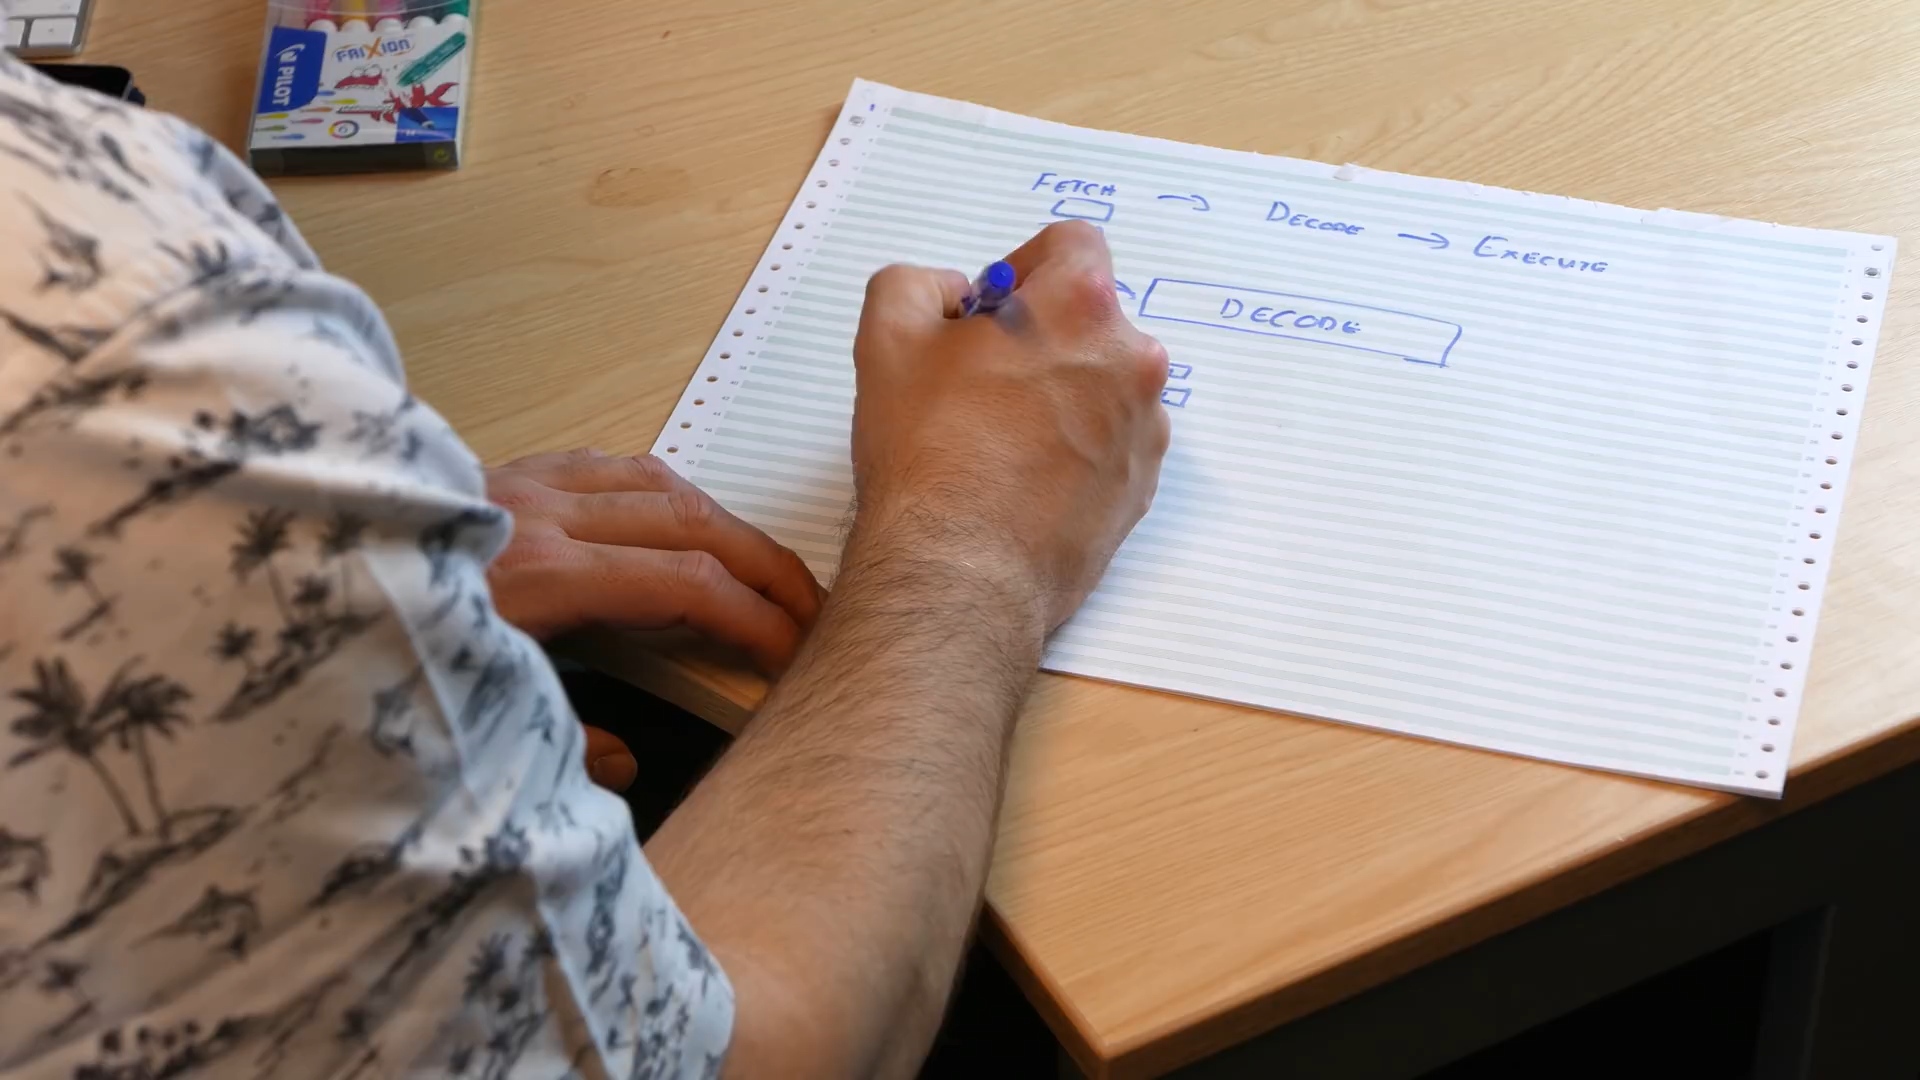 PILOT
FRIXION
FETCH → DECODE → EXECUTE
DECODE